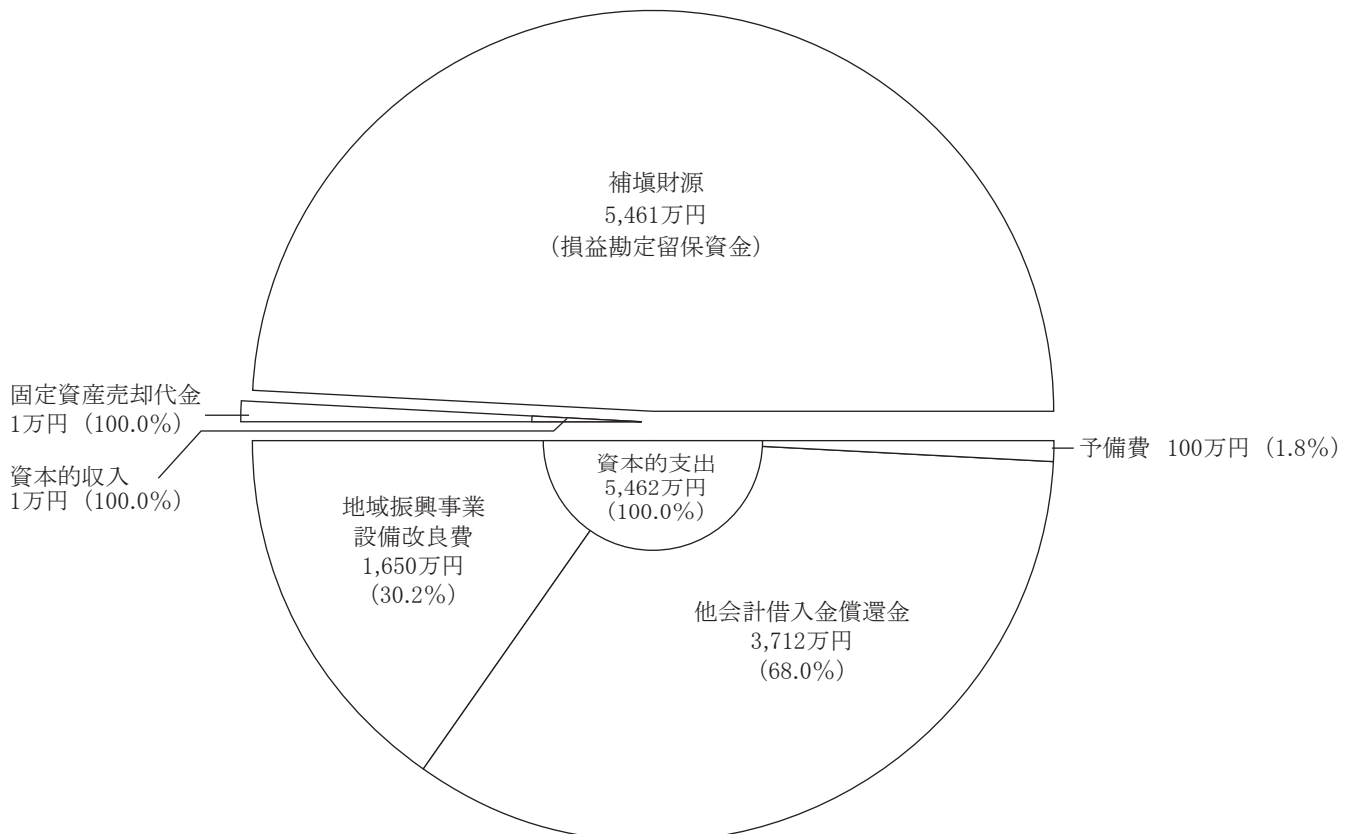 補塡財源
5,461万円
（損益勘定留保資金）
固定資産売却代金
1万円（100.0％）
資本的収入
1万円（100.0％）
資本的支出
5,462万円
（100.0％）
予備費 100万円（1.8％）
地域振興事業
設備改良費
1,650万円
（30.2％）
他会計借入金償還金
3,712万円
（68.0％）